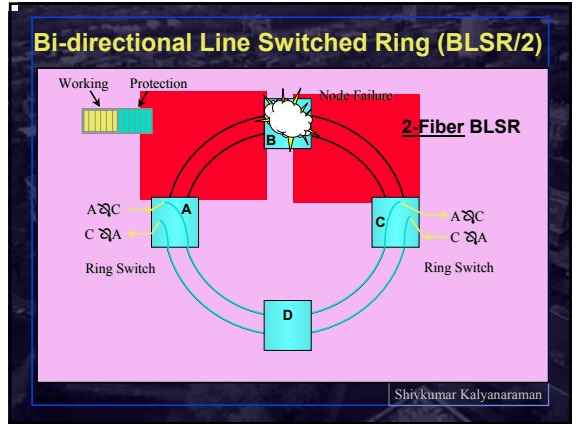 Bi-directional Line Switched Ring (BLSR/2)
Working Protection
Node Failure
2-Fiber BLSR
B
A
C
A C
A C
C A
C A
Ring Switch
Ring Switch
D
Shivkumar Kalyanaraman